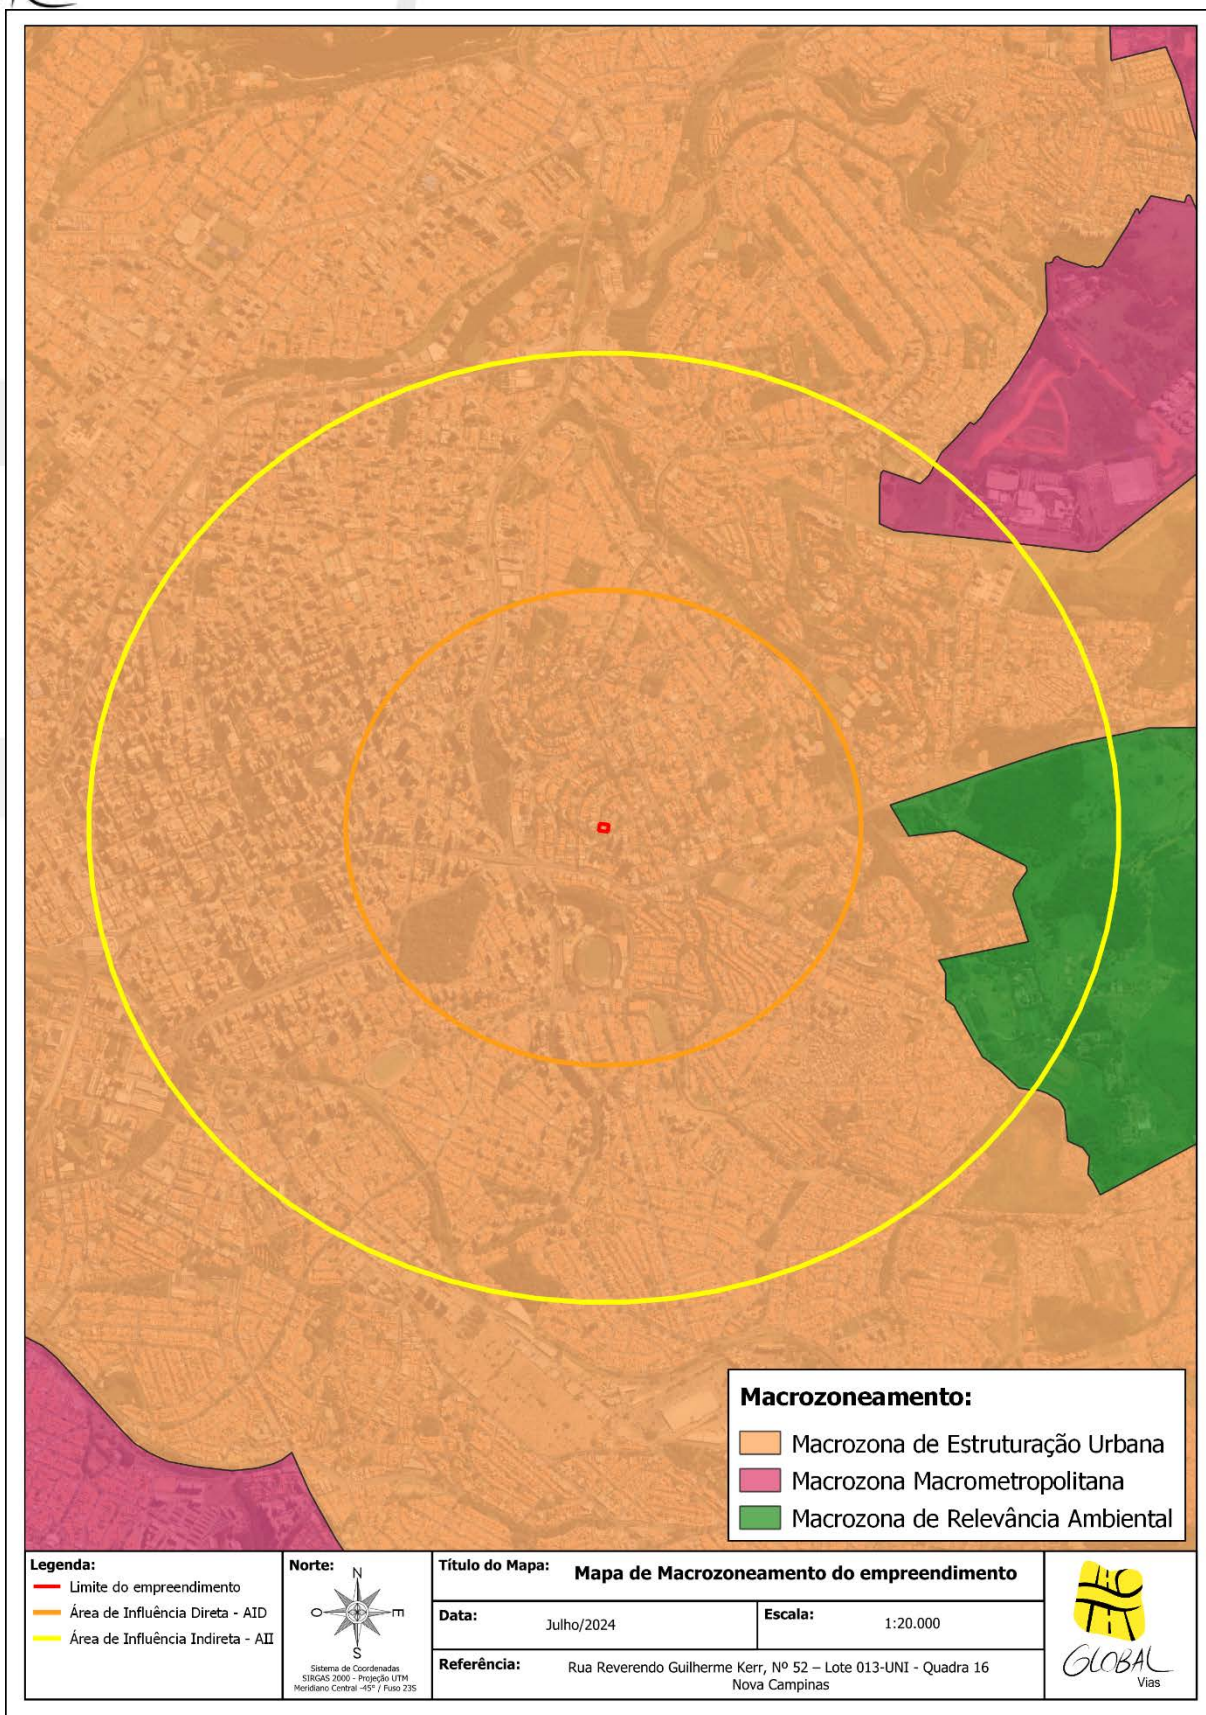 Macrozoneamento:
Macrozona de Estruturação Urbana
Macrozona Macrometropolitana
Macrozona de Relevância Ambiental
Legenda:
Limite do empreendimento
Área de Influência Direta - AID
Área de Influência Indireta - AII
Norte:
N
O
E
S
Sistema de Coordenadas
SIRGAS 2000 - Projeção UTM
Meridiano Central -45° / Fuso 23S
Título do Mapa: Mapa de Macrozoneamento do empreendimento
Data: Julho/2024
Escala: 1:20.000
Referência: Rua Reverendo Guilherme Kerr, Nº 52 – Lote 013-UNI - Quadra 16
Nova Campinas
GLOBAL
Vias